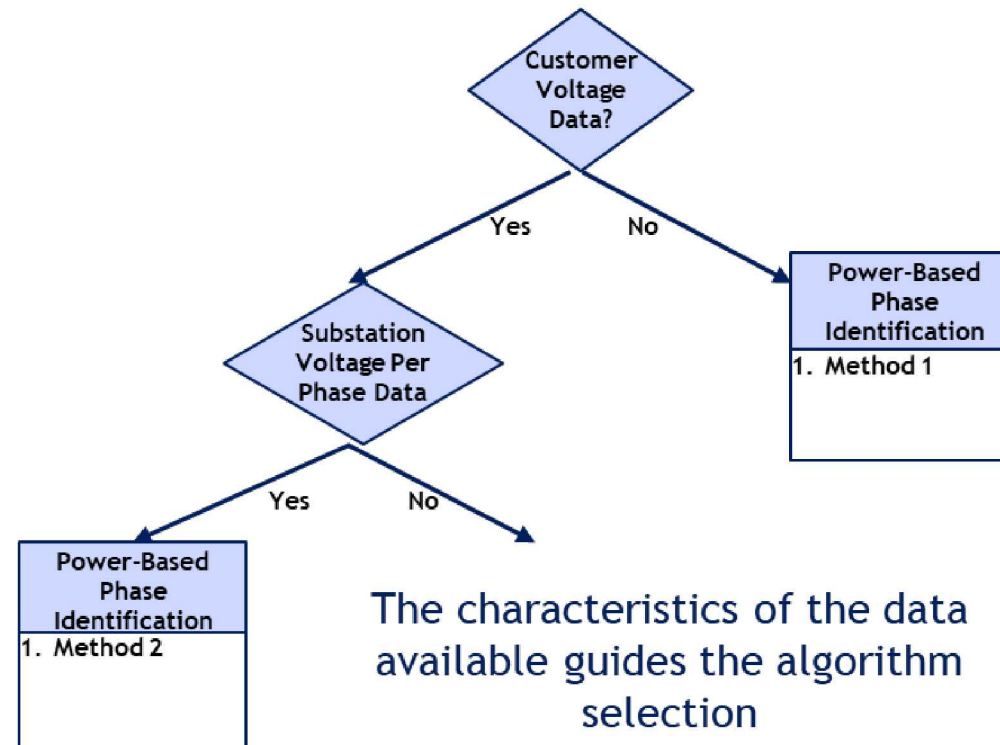 Customer
Voltage
Data?
Yes
No
Power-Based
Phase
Identification
1. Method 1
Substation
Voltage Per
Phase Data
Yes
No
Power-Based
Phase
Identification
1. Method 2
The characteristics of the data
available guides the algorithm
selection